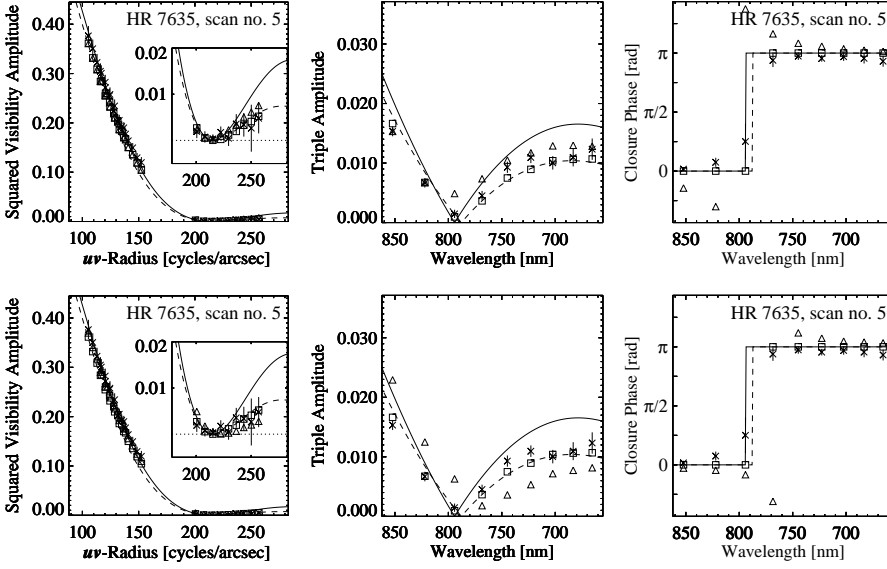 HR 7635, scan no. 5
Squared Visibility Amplitude
0.40
0.30
0.20
0.10
0.00
0.02
0.01
200 250
100 150 200 250
uv-Radius [cycles/arcsec]
Triple Amplitude
0.030
0.020
0.010
0.000
850 800 750 700
Wavelength [nm]
HR 7635, scan no. 5
Closure Phase [rad]
π
π/2
0
850 800 750 700
Wavelength [nm]
HR 7635, scan no. 5
Squared Visibility Amplitude
0.40
0.30
0.20
0.10
0.00
0.02
0.01
200 250
100 150 200 250
uv-Radius [cycles/arcsec]
Triple Amplitude
0.030
0.020
0.010
0.000
850 800 750 700
Wavelength [nm]
HR 7635, scan no. 5
Closure Phase [rad]
π
π/2
0
850 800 750 700
Wavelength [nm]